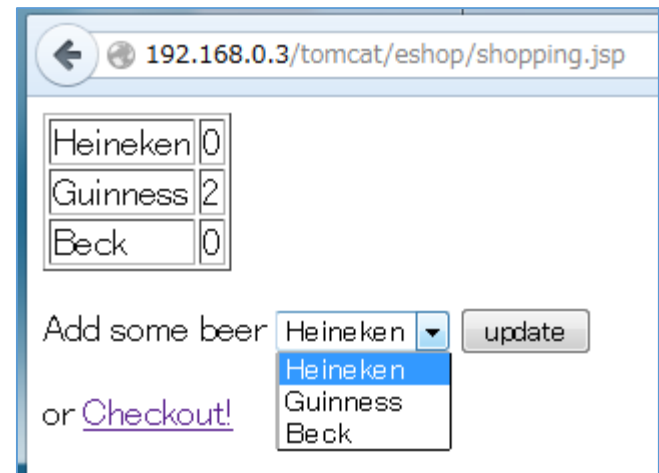 192.168.0.3/tomcat/eshop/shopping.jsp
Heineken 0
Guinness 2
Beck 0
Add some beer Heineken update
Heineken
Guinness
Beck
or Checkout!